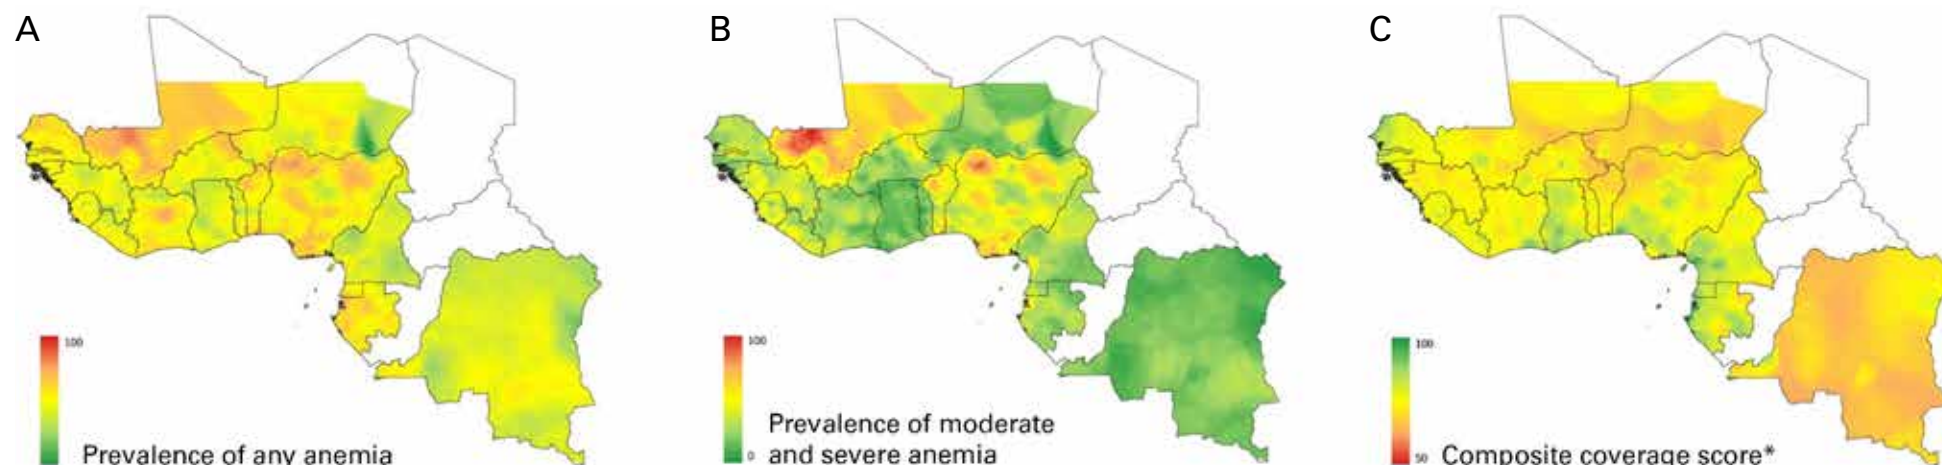 A
B
C
100
Prevalence of any anemia
100
0
Prevalence of moderate
and severe anemia
100
50
Composite coverage score*